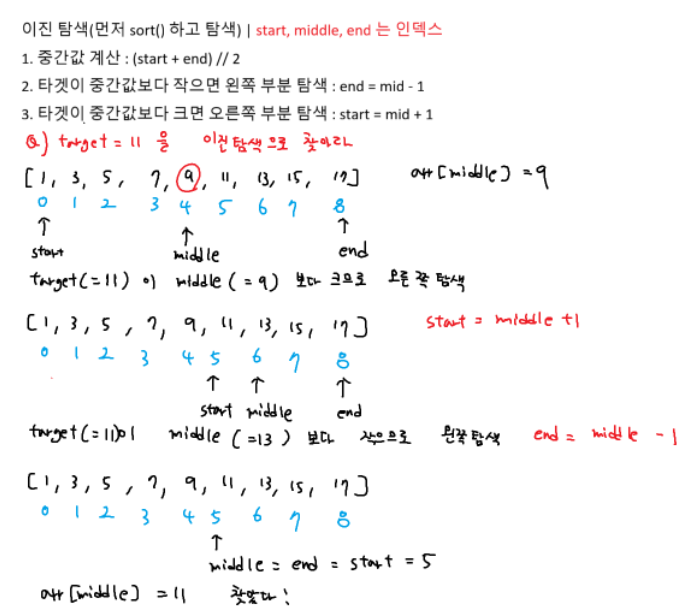 이진 탐색(먼저 sort() 하고 탐색) | start, middle, end 는 인덱스
1. 중간값 계산 : (start + end) // 2
2. 타겟이 중간값보다 작으면 왼쪽 부분 탐색 : end = mid - 1
3. 타겟이 중간값보다 크면 오른쪽 부분 탐색 : start = mid + 1
Q) target = 11 을 이진 탐색으로 찾아라
[1, 3, 5, 7, 9, 11, 13, 15, 17] arr[middle] = 9
0 1 2 3 4 5 6 7 8
↑ ↑ ↑
start middle end
target(=11) 이 middle (=9) 보다 크므로 오른쪽 탐색
[1, 3, 5, 7, 9, 11, 13, 15, 17] start = middle +1
0 1 2 3 4 5 6 7 8
↑ ↑ ↑
start middle end
target(=11)이 middle (=13) 보다 작으므로 왼쪽 탐색 end = middle - 1
[1, 3, 5, 7, 9, 11, 13, 15, 17]
0 1 2 3 4 5 6 7 8
↑
middle = end = start = 5
arr[middle] = 11 찾았다!